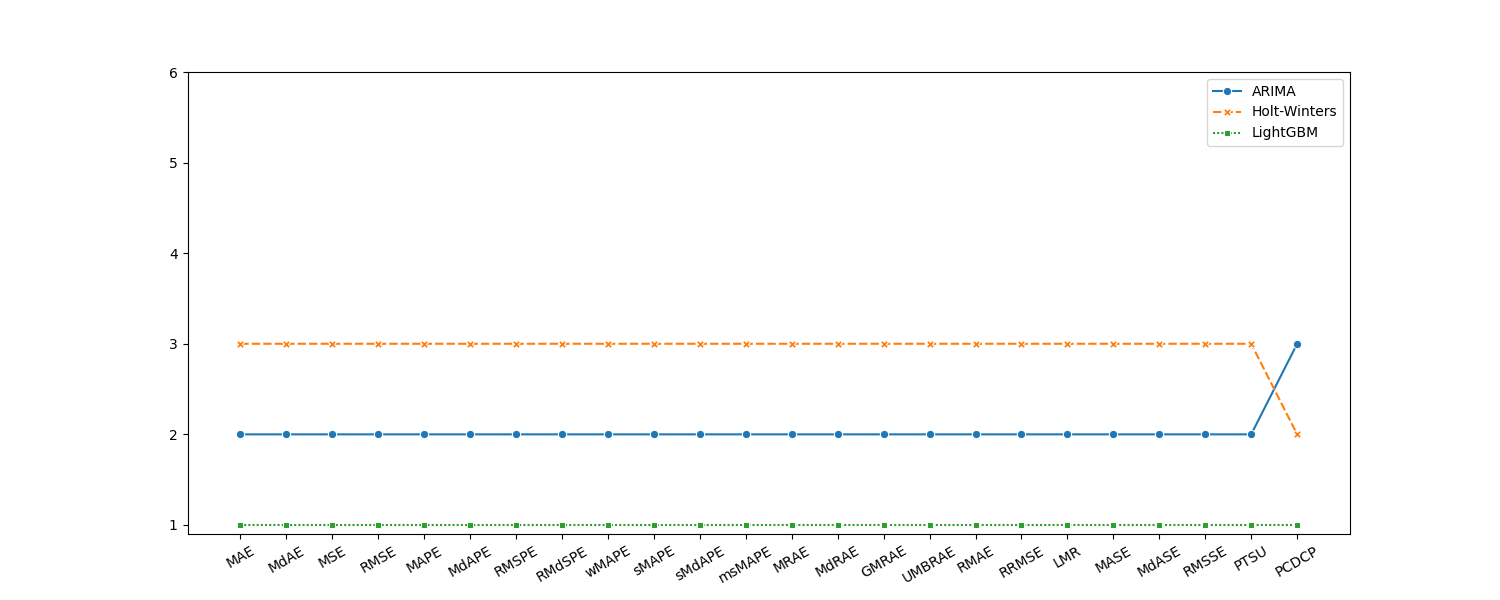 6
5
4
3
2
1
ARIMA
Holt-Winters
LightGBM
MAE
MdAE
MSE
RMSE
MAPE
MdAPE
RMSPE
RMdSPE
wMAPE
sMAPE
sMdAPE
msMAPE
MRAE
MdRAE
GMRAE
UMBRAE
RMAE
RRMSE
LMR
MASE
MdASE
RMSSE
PTSU
PCDCP